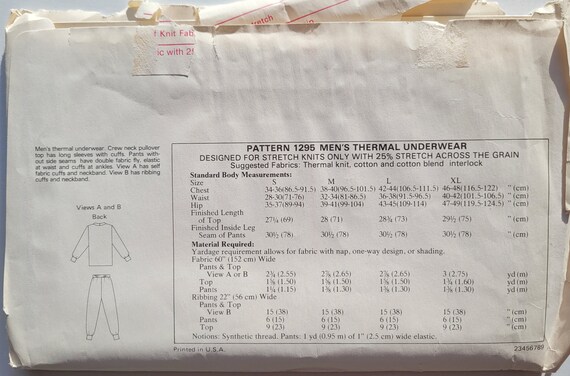 stretch
Knit Fab
ic with 25
Men's thermal underwear. Crew neck pullover
top has long sleeves with cuffs. Pants with-
out side seams have double fabric fly, elastic
at waist and cuffs at ankles. View A has self
fabric cuffs and neckband. View B has ribbing
cuffs and neckband.
Views A and B
Back
PATTERN 1295 MEN'S THERMAL UNDERWEAR
DESIGNED FOR STRETCH KNITS ONLY WITH 25% STRETCH ACROSS THE GRAIN
Suggested Fabrics: Thermal knit, cotton and cotton blend interlock
Standard Body Measurements:
Size S M L XL
Chest 34-36(86.5-91.5) 38-40(96.5-101.5) 42-44(106.5-111.5) 46-48(116.5-122) "(cm)
Waist 28-30(71-76) 32-34(81-86.5) 36-38(91.5-96.5) 40-42(101.5-106.5) "(cm)
Hip 35-37(89-94) 39-41(99-104) 43-45(109-114) 47-49(119.5-124.5) "(cm)
Finished Length
of Top 27¼ (69) 28 (71) 28¾ (73) 29½ (75) "(cm)
Finished Inside Leg
Seam of Pants 30½ (78) 30½ (78) 30½ (78) 30½ (78) "(cm)
Material Required:
Yardage requirement allows for fabric with nap, one-way design, or shading.
Fabric 60" (152 cm) Wide
Pants & Top
View A or B 2¾ (2.55) 2⅞ (2.65) 2⅞ (2.65) 3 (2.75) yd (m)
Top 1⅝ (1.50) 1⅝ (1.50) 1⅝ (1.50) 1¾ (1.60) yd (m)
Pants 1¼ (1.15) 1⅜ (1.30) 1⅜ (1.30) 1⅜ (1.30) yd (m)
Ribbing 22" (56 cm) Wide
Pants & Top
View B 15 (38) 15 (38) 15 (38) 15 (38) "(cm)
Pants 6 (15) 6 (15) 6 (15) 6 (15) "(cm)
Top 9 (23) 9 (23) 9 (23) 9 (23) "(cm)
Notions: Synthetic thread. Pants: 1 yd (0.95 m) of 1" (2.5 cm) wide elastic.
Printed in U.S.A.
23456789